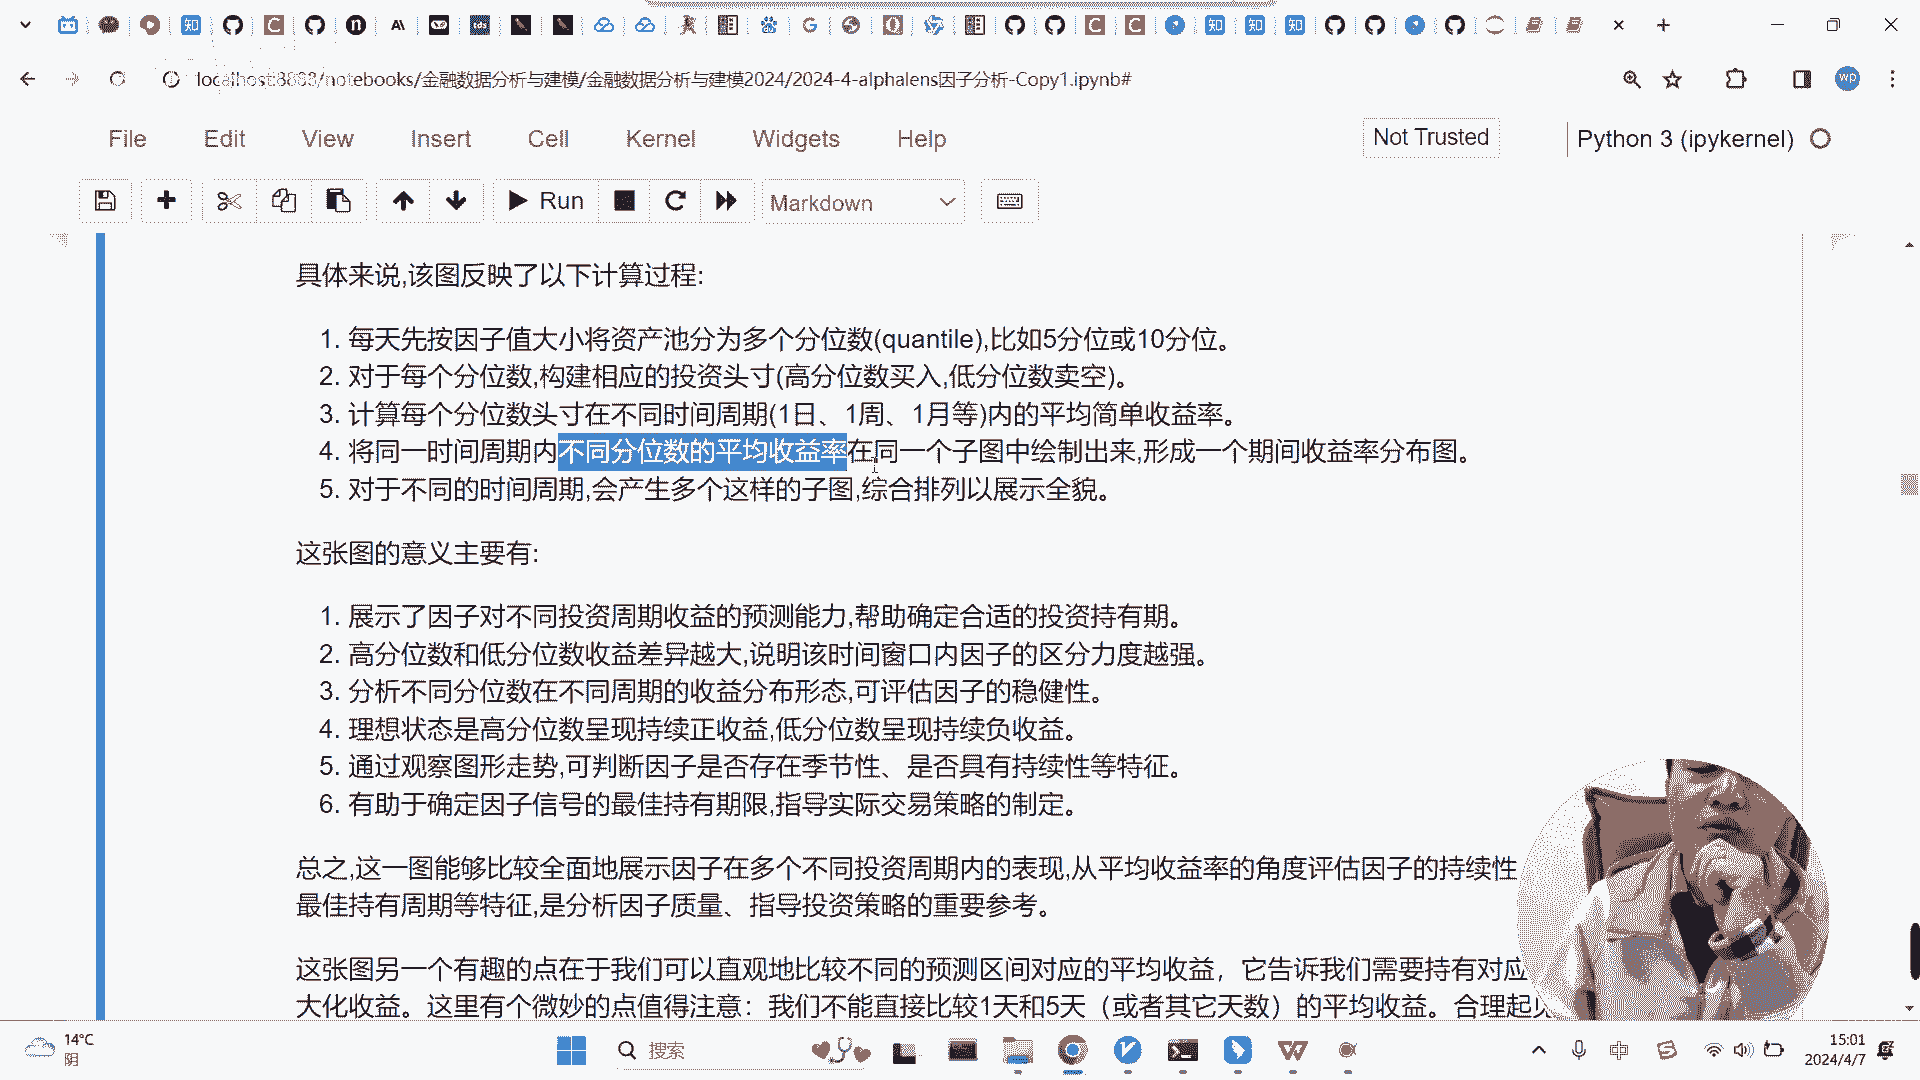 localhost:8888/notebooks/金融数据分析与建模/金融数据分析与建模2024/2024-4-alphalens因子分析-Copy1.ipynb#
wp
File Edit View Insert Cell Kernel Widgets Help
Not Trusted
Python 3 (ipykernel)
Run
Markdown
具体来说,该图反映了以下计算过程:
1. 每天先按因子值大小将资产池分为多个分位数(quantile),比如5分位或10分位。
2. 对于每个分位数,构建相应的投资头寸(高分位数买入,低分位数卖空)。
3. 计算每个分位数头寸在不同时间周期(1日、1周、1月等)内的平均简单收益率。
4. 将同一时间周期内不同分位数的平均收益率在同一个子图中绘制出来,形成一个期间收益率分布图。
5. 对于不同的时间周期,会产生多个这样的子图,综合排列以展示全貌。
这张图的意义主要有:
1. 展示了因子对不同投资周期收益的预测能力,帮助确定合适的投资持有期。
2. 高分位数和低分位数收益差异越大,说明该时间窗口内因子的区分力度越强。
3. 分析不同分位数在不同周期的收益分布形态,可评估因子的稳健性。
4. 理想状态是高分位数呈现持续正收益,低分位数呈现持续负收益。
5. 通过观察图形走势,可判断因子是否存在季节性、是否具有持续性等特征。
6. 有助于确定因子信号的最佳持有期限,指导实际交易策略的制定。
总之,这一图能够比较全面地展示因子在多个不同投资周期内的表现,从平均收益率的角度评估因子的持续性
最佳持有周期等特征,是分析因子质量、指导投资策略的重要参考。
这张图另一个有趣的点在于我们可以直观地比较不同的预测区间对应的平均收益，它告诉我们需要持有对应
大化收益。这里有个微妙的点值得注意：我们不能直接比较1天和5天（或者其它天数）的平均收益。合理起见
14°C
阴
搜索
中
15:01
2024/4/7